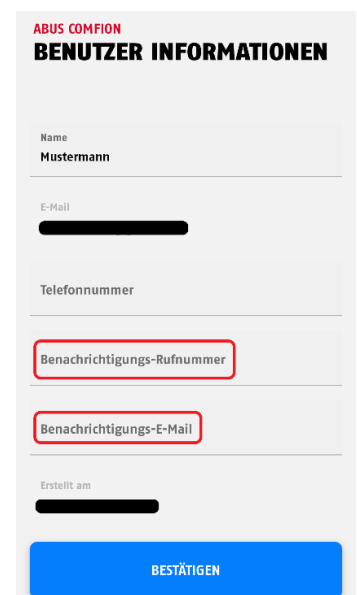 ABUS COMFION
BENUTZER INFORMATIONEN
Name
Mustermann
E-Mail
Telefonnummer
Benachrichtigungs-Rufnummer
Benachrichtigungs-E-Mail
Erstellt am
BESTÄTIGEN